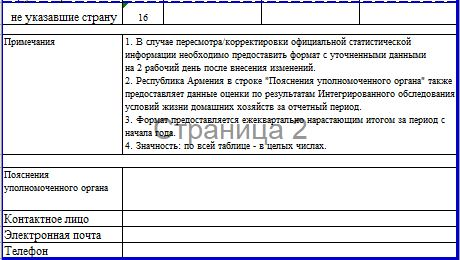 не указавшие страну 16
Примечания
1. В случае пересмотра/корректировки официальной статистической
информации необходимо предоставить формат с уточненными данными
на 2 рабочий день после внесения изменений.
2. Республика Армения в строке "Пояснения уполномоченного органа" также
предоставляет данные оценки по результатам Интегрированного обследования
условий жизни домашних хозяйств за отчетный период.
3. Формат предоставляется ежеквартально нарастающим итогом за период с
начала года.
4. Значность: по всей таблице - в целых числах.
Страница 2
Пояснения
уполномоченного органа
Контактное лицо
Электронная почта
Телефон